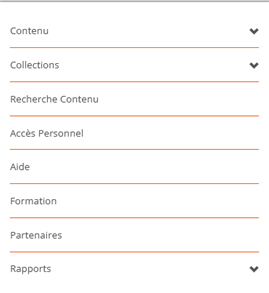 Contenu
Collections
Recherche Contenu
Accès Personnel
Aide
Formation
Partenaires
Rapports